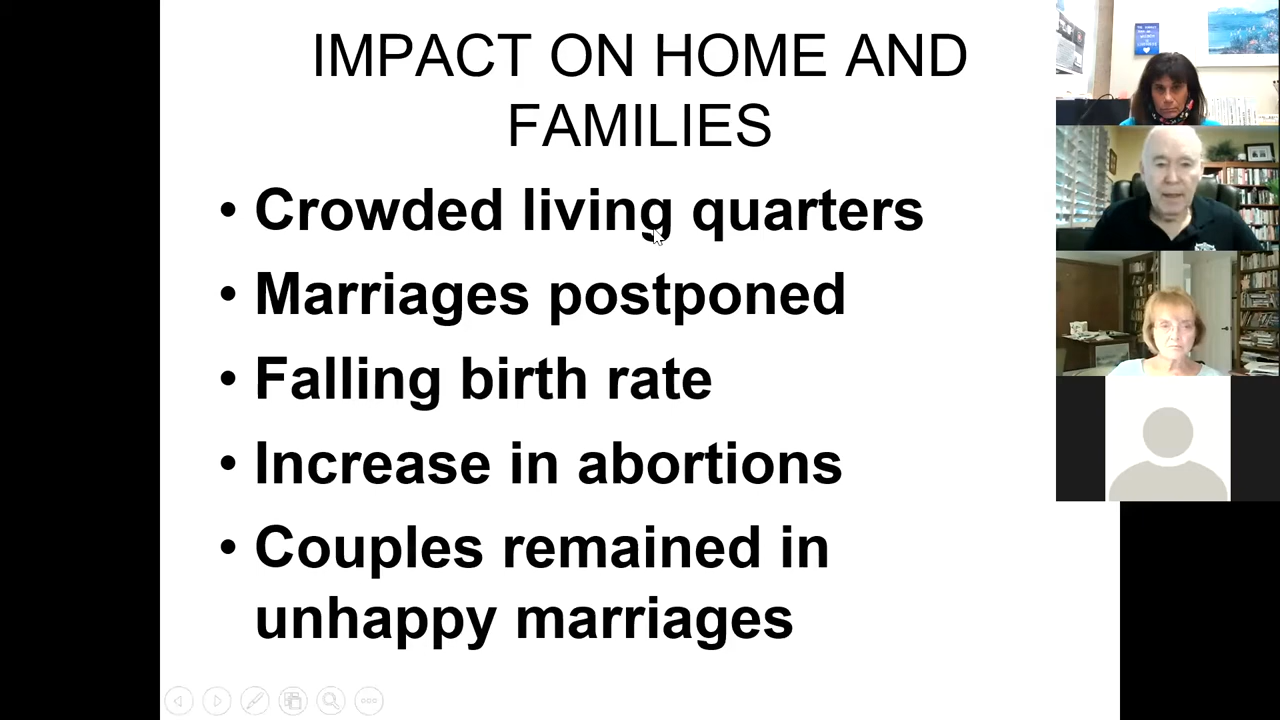 IMPACT ON HOME AND
FAMILIES
• Crowded living quarters
• Marriages postponed
• Falling birth rate
• Increase in abortions
• Couples remained in
unhappy marriages